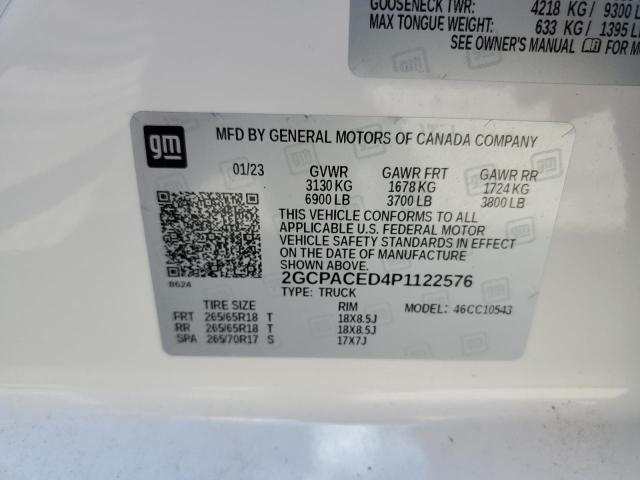 GOOSENECK TWR: 4218 KG / 9300 L
MAX TONGUE WEIGHT: 633 KG / 1395 L
SEE OWNER'S MANUAL FOR M
gm
MFD BY GENERAL MOTORS OF CANADA COMPANY
01/23 GVWR GAWR FRT GAWR RR
3130 KG 1678 KG 1724 KG
6900 LB 3700 LB 3800 LB
THIS VEHICLE CONFORMS TO ALL
APPLICABLE U.S. FEDERAL MOTOR
VEHICLE SAFETY STANDARDS IN EFFECT
ON THE DATE OF MANUFACTURE
SHOWN ABOVE.
8624
2GCPACED4P1122576
TYPE: TRUCK
TIRE SIZE RIM MODEL: 46CC10543
FRT 265/65R18 T 18X8.5J
RR 265/65R18 T 18X8.5J
SPA 265/70R17 S 17X7J